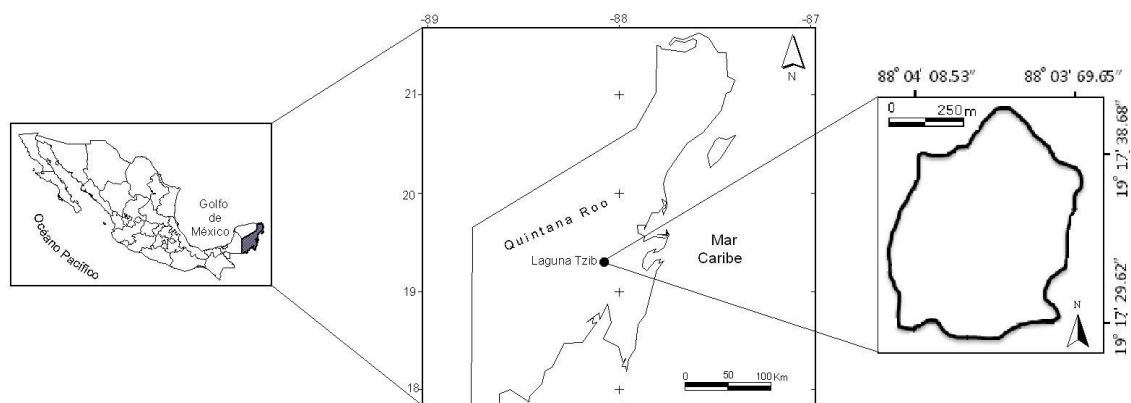 Golfo
de
México
Océano Pacífico
-89
-88
-87
21
20
19
18
N
Quintana Roo
Laguna Tzib
Mar
Caribe
0 50 100 Km
88° 04' 08.53"
88° 03' 69.65"
0 250 m
19° 17' 38.68"
19° 17' 29.62"
N